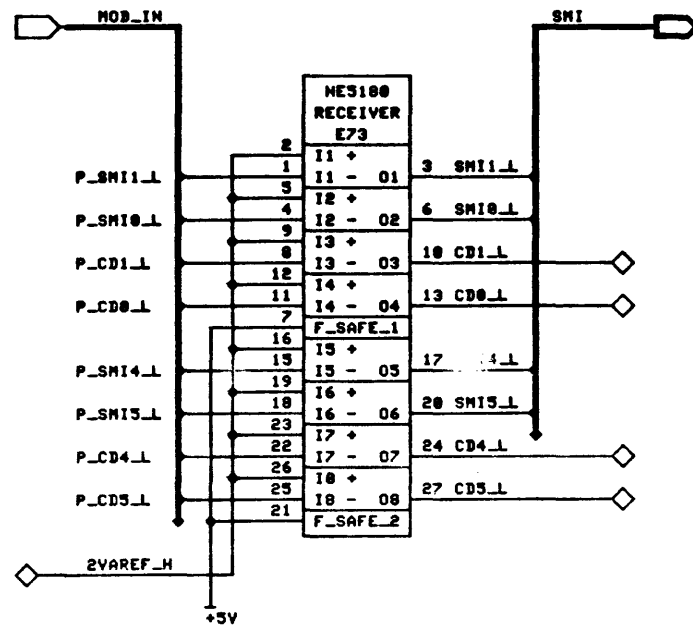 MOD_IN SMI
NE5180
RECEIVER
E73
2 I1 +
P_SMI1_L 1 I1 - O1 3 SMI1_L
5 I2 +
P_SMI0_L 4 I2 - O2 6 SMI0_L
9 I3 +
P_CD1_L 8 I3 - O3 10 CD1_L
12 I4 +
P_CD0_L 11 I4 - O4 13 CD0_L
7 F_SAFE_1
16 I5 +
P_SMI4_L 15 I5 - O5 17
19 I6 +
P_SMI5_L 18 I6 - O6 20 SMI5_L
23 I7 +
P_CD4_L 22 I7 - O7 24 CD4_L
26 I8 +
P_CD5_L 25 I8 - O8 27 CD5_L
21 F_SAFE_2
2VAREF_H
+5V